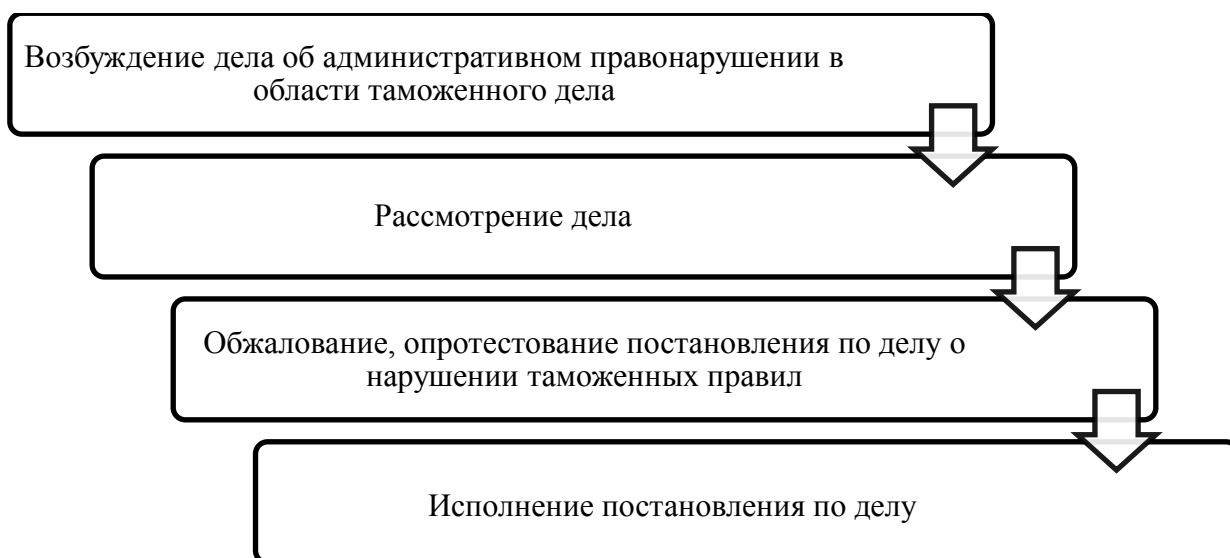 Возбуждение дела об административном правонарушении в
области таможенного дела
Рассмотрение дела
Обжалование, опротестование постановления по делу о
нарушении таможенных правил
Исполнение постановления по делу